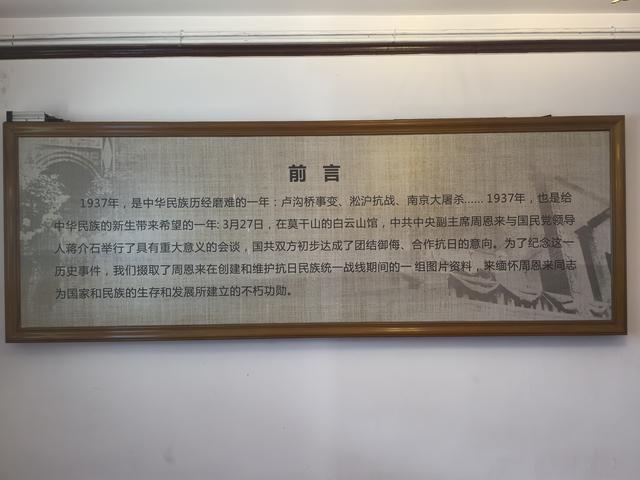 前 言
1937年，是中华民族历经磨难的一年：卢沟桥事变、淞沪抗战、南京大屠杀...... 1937年，也是给
中华民族的新生带来希望的一年: 3月27日，在莫干山的白云山馆，中共中央副主席周恩来与国民党领导
人蒋介石举行了具有重大意义的会谈，国共双方初步达成了团结御侮、合作抗日的意向。为了纪念这一
历史事件，我们撷取了周恩来在创建和维护抗日民族统一战线期间的一 组图片资料，来缅怀周恩来同志
为国家和民族的生存和发展所建立的不朽功勋。